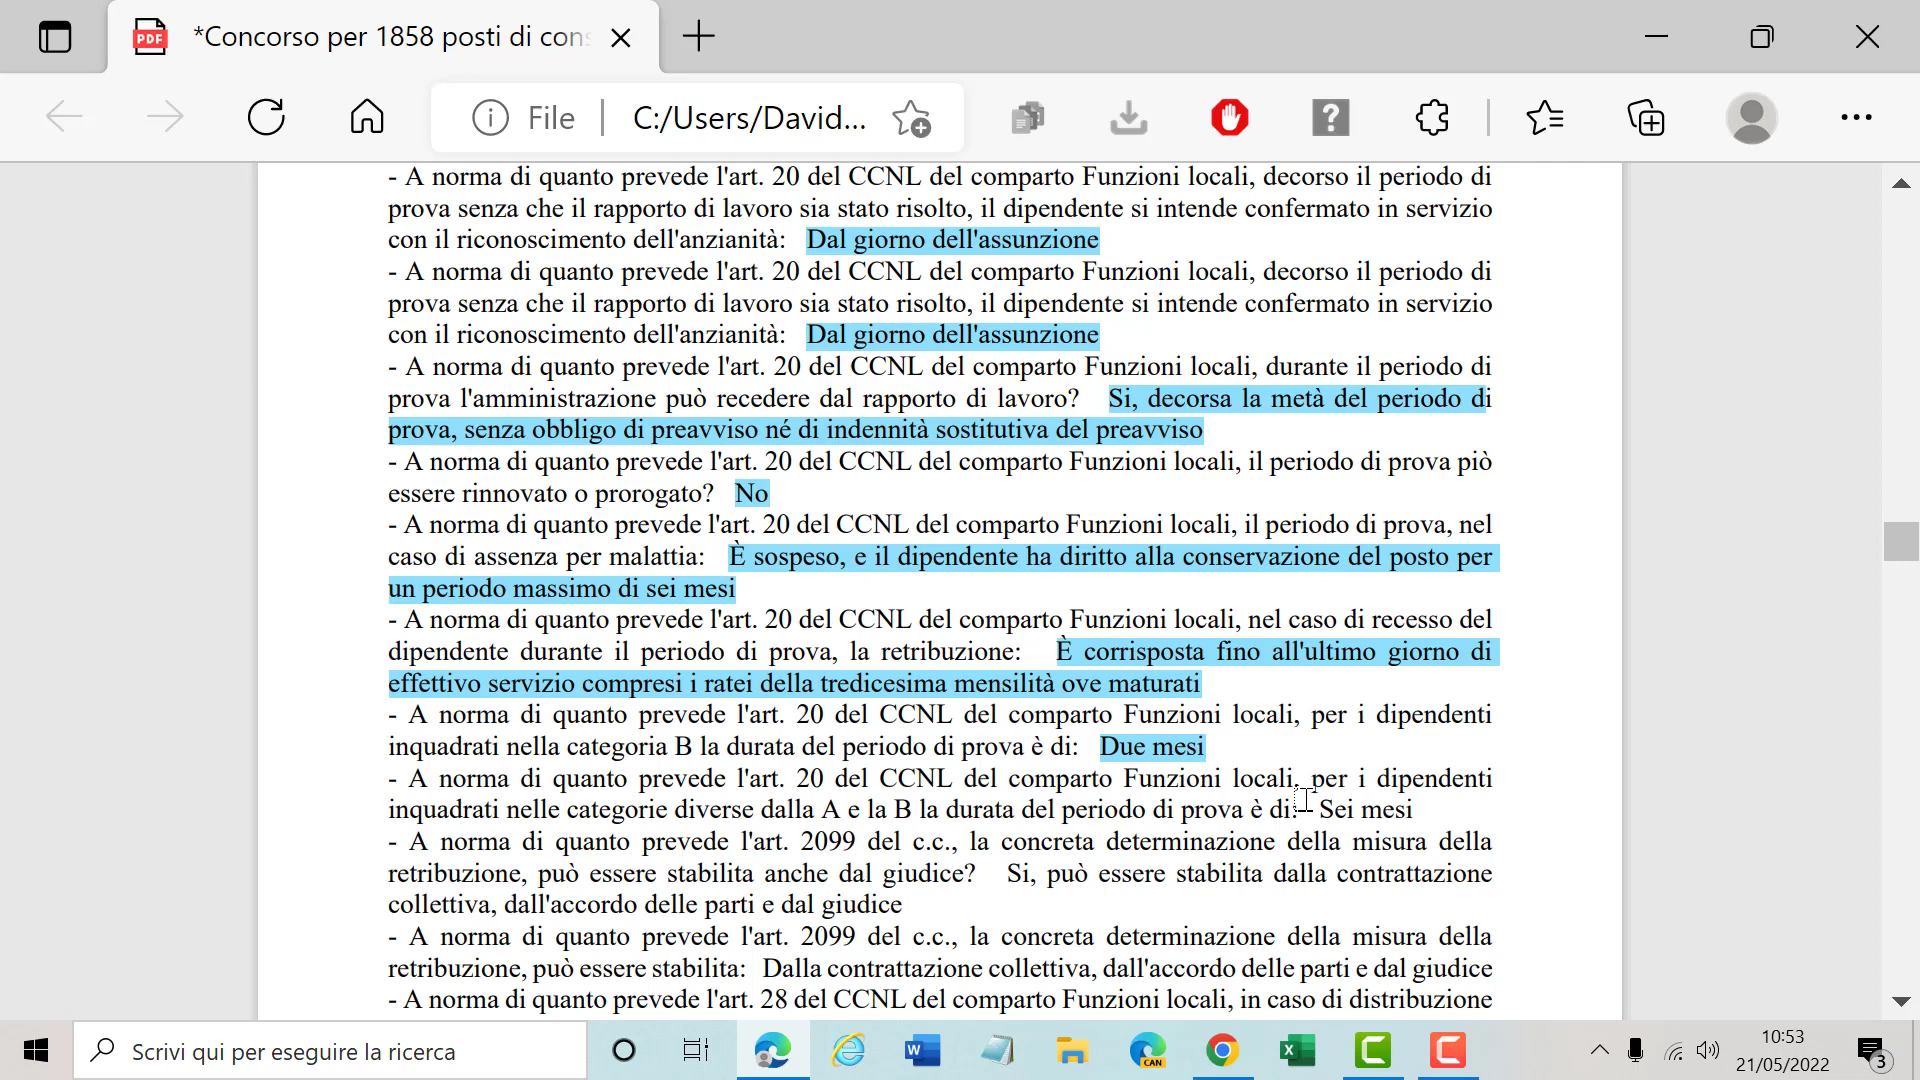 *Concorso per 1858 posti di con
File
C:/Users/David...
- A norma di quanto prevede l'art. 20 del CCNL del comparto Funzioni locali, decorso il periodo di
prova senza che il rapporto di lavoro sia stato risolto, il dipendente si intende confermato in servizio
con il riconoscimento dell'anzianità: Dal giorno dell'assunzione
- A norma di quanto prevede l'art. 20 del CCNL del comparto Funzioni locali, decorso il periodo di
prova senza che il rapporto di lavoro sia stato risolto, il dipendente si intende confermato in servizio
con il riconoscimento dell'anzianità: Dal giorno dell'assunzione
- A norma di quanto prevede l'art. 20 del CCNL del comparto Funzioni locali, durante il periodo di
prova l'amministrazione può recedere dal rapporto di lavoro? Si, decorsa la metà del periodo di
prova, senza obbligo di preavviso né di indennità sostitutiva del preavviso
- A norma di quanto prevede l'art. 20 del CCNL del comparto Funzioni locali, il periodo di prova piò
essere rinnovato o prorogato? No
- A norma di quanto prevede l'art. 20 del CCNL del comparto Funzioni locali, il periodo di prova, nel
caso di assenza per malattia: È sospeso, e il dipendente ha diritto alla conservazione del posto per
un periodo massimo di sei mesi
- A norma di quanto prevede l'art. 20 del CCNL del comparto Funzioni locali, nel caso di recesso del
dipendente durante il periodo di prova, la retribuzione: È corrisposta fino all'ultimo giorno di
effettivo servizio compresi i ratei della tredicesima mensilità ove maturati
- A norma di quanto prevede l'art. 20 del CCNL del comparto Funzioni locali, per i dipendenti
inquadrati nella categoria B la durata del periodo di prova è di: Due mesi
- A norma di quanto prevede l'art. 20 del CCNL del comparto Funzioni locali, per i dipendenti
inquadrati nelle categorie diverse dalla A e la B la durata del periodo di prova è di: Sei mesi
- A norma di quanto prevede l'art. 2099 del c.c., la concreta determinazione della misura della
retribuzione, può essere stabilita anche dal giudice? Si, può essere stabilita dalla contrattazione
collettiva, dall'accordo delle parti e dal giudice
- A norma di quanto prevede l'art. 2099 del c.c., la concreta determinazione della misura della
retribuzione, può essere stabilita: Dalla contrattazione collettiva, dall'accordo delle parti e dal giudice
- A norma di quanto prevede l'art. 28 del CCNL del comparto Funzioni locali, in caso di distribuzione
Scrivi qui per eseguire la ricerca
CAN
10:53
21/05/2022
3